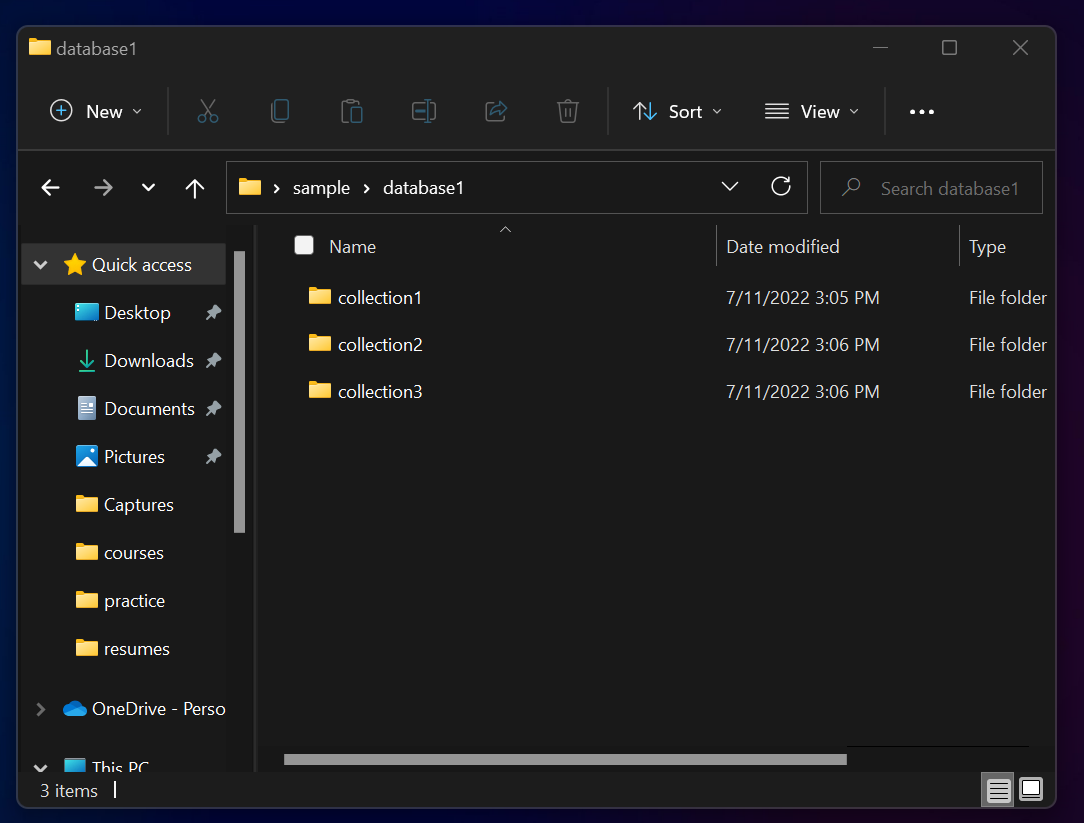 database1
New
Sort
View
sample
database1
Search database1
Name
Date modified
Type
Quick access
Desktop
Downloads
Documents
Pictures
Captures
courses
practice
resumes
OneDrive - Perso
This PC
collection1 7/11/2022 3:05 PM File folder
collection2 7/11/2022 3:06 PM File folder
collection3 7/11/2022 3:06 PM File folder
3 items